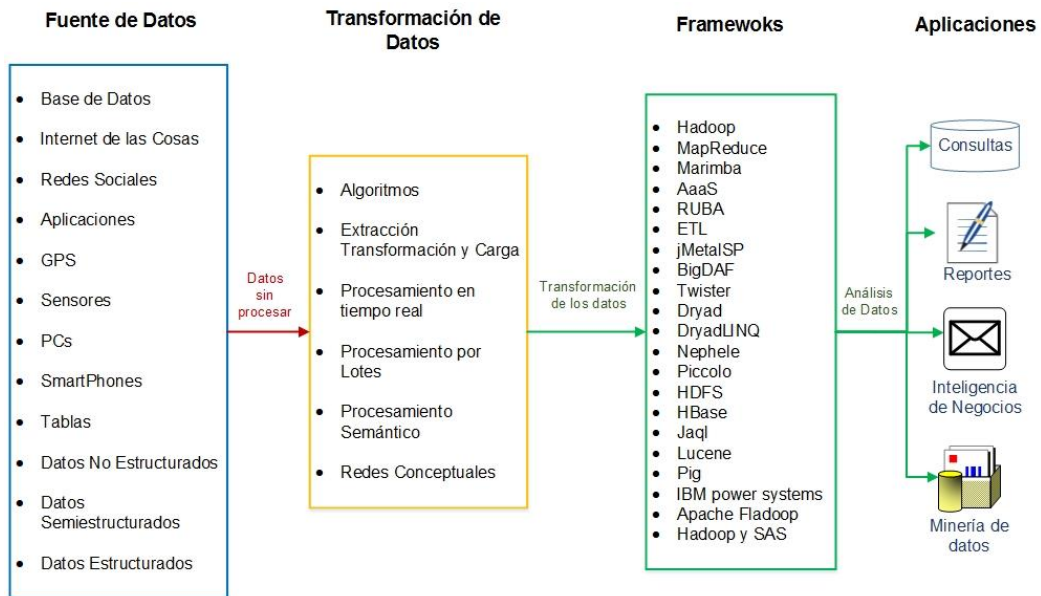 Fuente de Datos
Base de Datos
Internet de las Cosas
Redes Sociales
Aplicaciones
GPS
Sensores
PCs
SmartPhones
Tablas
Datos No Estructurados
Datos
Semiestructurados
Datos Estructurados
Datos
sin
procesar
Transformación de
Datos
Algoritmos
Extracción
Transformación y Carga
Procesamiento en
tiempo real
Procesamiento por
Lotes
Procesamiento
Semántico
Redes Conceptuales
Transformación
de los datos
Framewoks
Hadoop
MapReduce
Marimba
AaaS
RUBA
ETL
jMetalSP
BigDAF
Twister
Dryad
DryadLINQ
Nephele
Piccolo
HDFS
HBase
Jaql
Lucene
Pig
IBM power systems
Apache Fladoop
Hadoop y SAS
Análisis
de Datos
Aplicaciones
Consultas
Reportes
Inteligencia
de Negocios
Minería de
datos